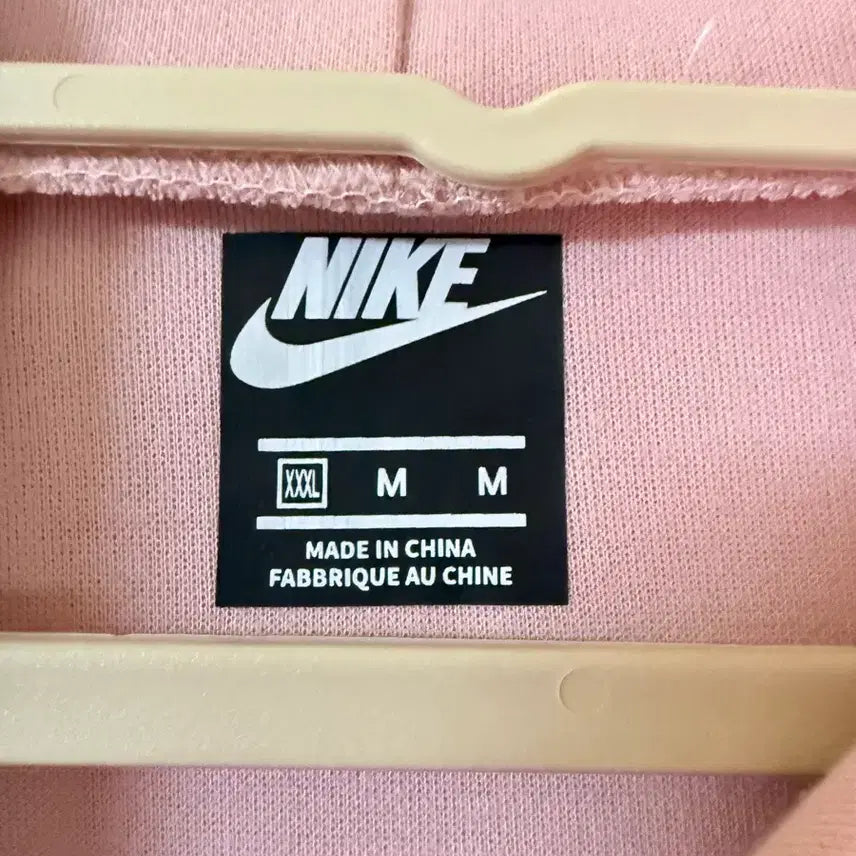 NIKE
XXXL M M
MADE IN CHINA
FABBRIQUE AU CHINE